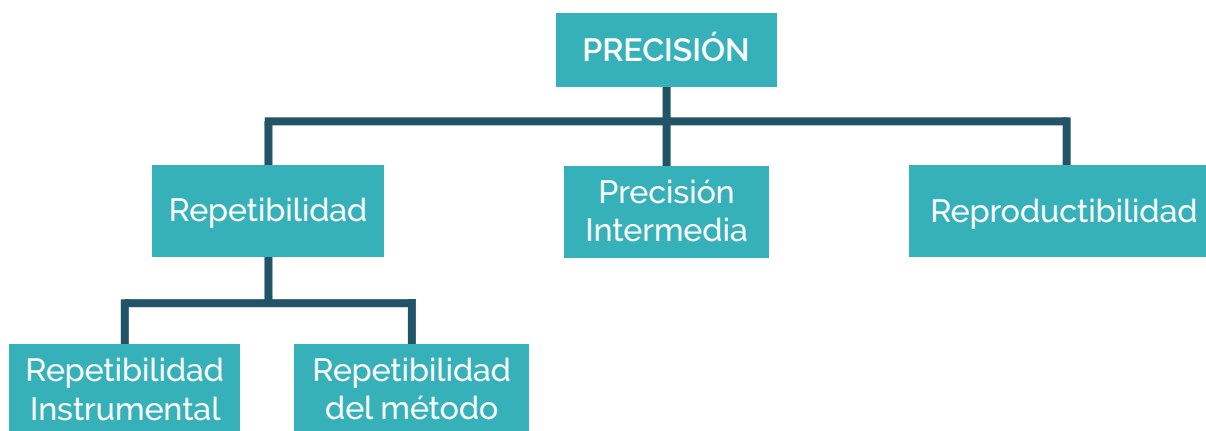 PRECISIÓN
Repetibilidad
Precisión
Intermedia
Reproductibilidad
Repetibilidad
Instrumental
Repetibilidad
del método